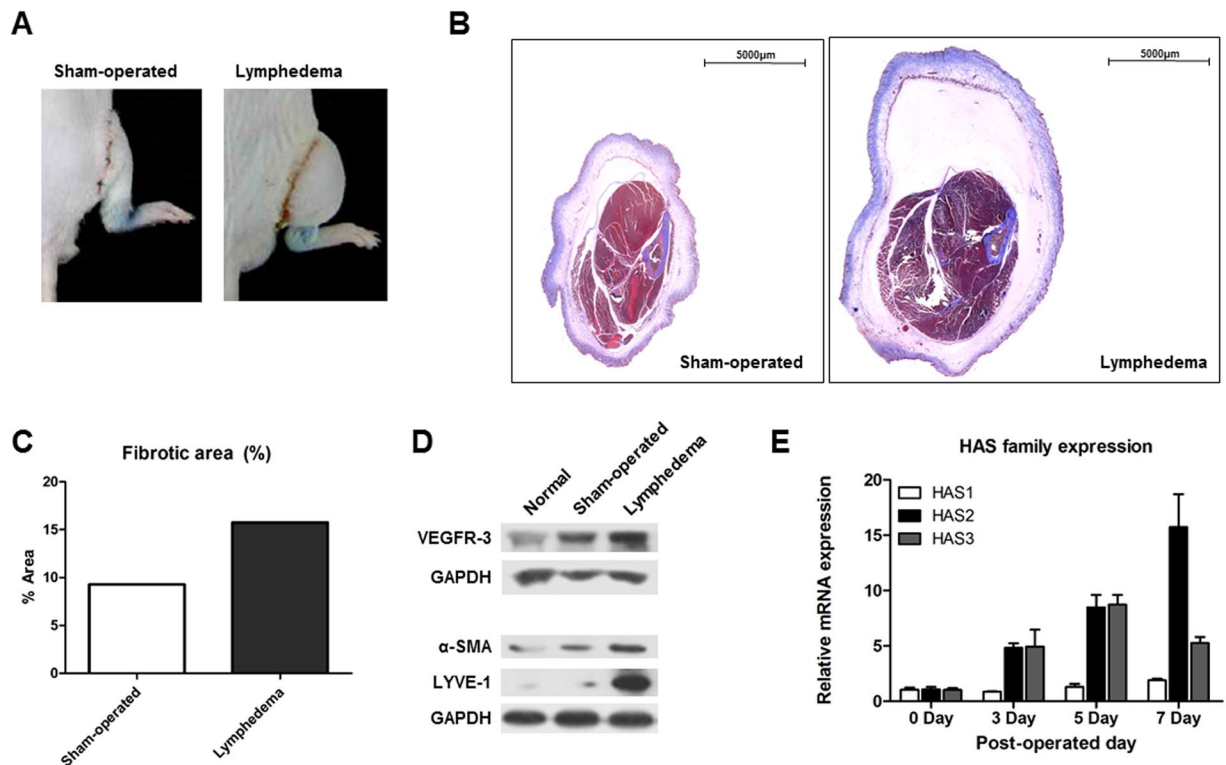 A
Sham-operated Lymphedema
B
5000µm
Sham-operated
5000µm
Lymphedema
C
Fibrotic area (%)
% Area
20
15
10
5
0
Sham-operated
Lymphedema
D
Normal
Sham-operated
Lymphedema
VEGFR-3
GAPDH
α-SMA
LYVE-1
GAPDH
E
HAS family expression
Relative mRNA expression
20
15
10
5
0
HAS1
HAS2
HAS3
0 Day 3 Day 5 Day 7 Day
Post-operated day